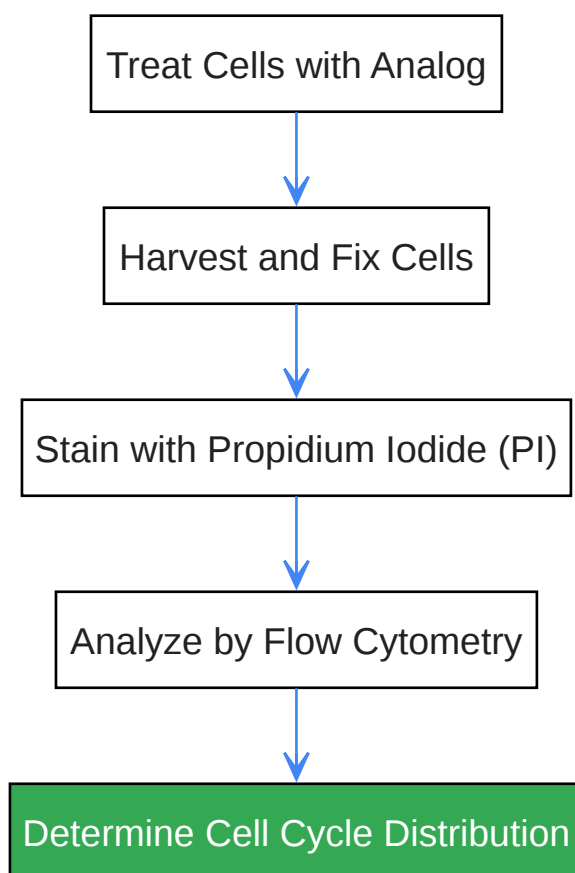 Treat Cells with Analog
Harvest and Fix Cells
Stain with Propidium Iodide (PI)
Analyze by Flow Cytometry
Determine Cell Cycle Distribution